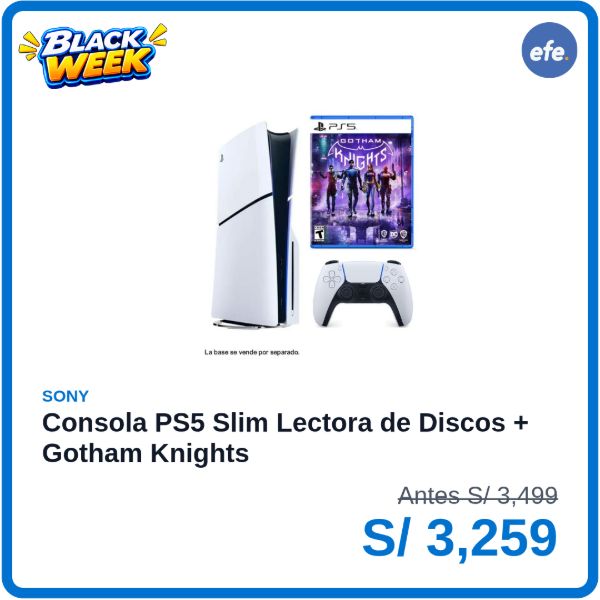 BLACK
WEEK
efe.
PS5
GOTHAM
KNIGHTS
La base se vende por separado.
SONY
Consola PS5 Slim Lectora de Discos +
Gotham Knights
Antes S/ 3,499
S/ 3,259